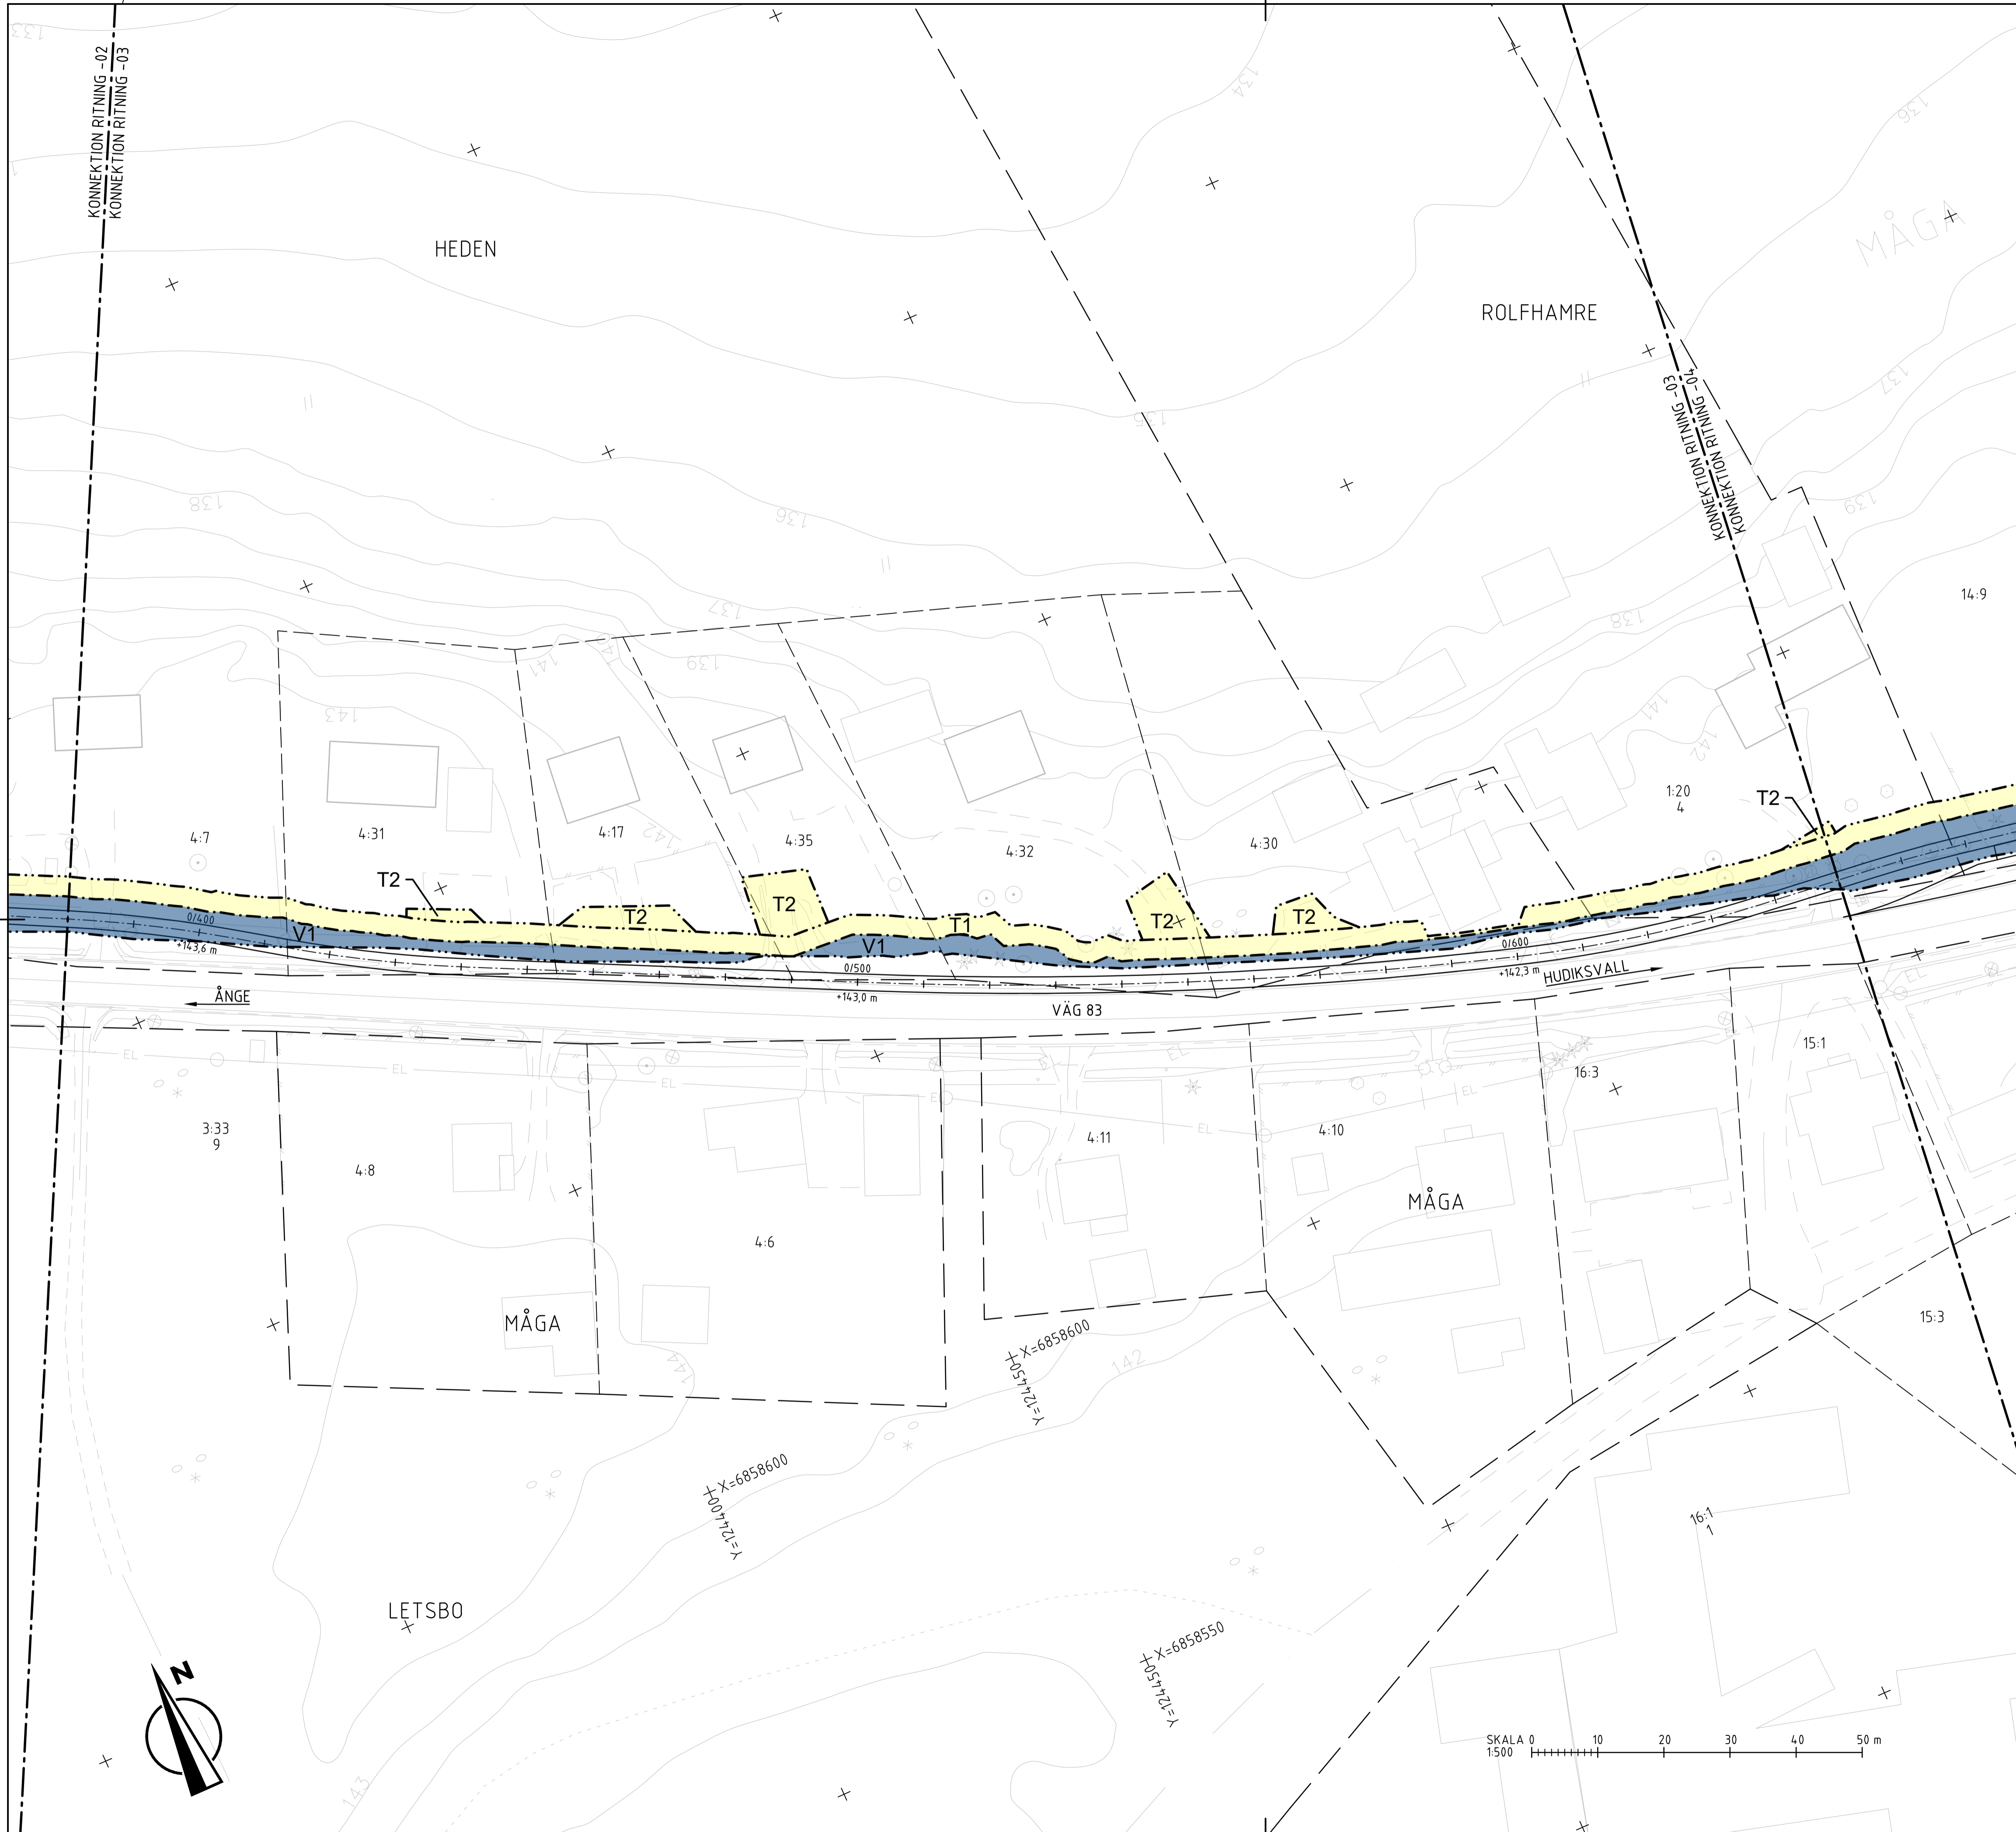 133
KONNEKTION RITNING -02
KONNEKTION RITNING -03
134
136
MÅGA
HEDEN
ROLFHAMRE
137
135
KONNEKTION RITNING -03
KONNEKTION RITNING -04
138
136
139
14:9
137
138
141
141
139
143
141
142
1:20
4
T2
4:7
4:31
4:17
142
4:35
4:32
4:30
T2
T2
T2
T2
T2
0/400
V1
T1
V1
+143,6 m
0/500
0/600
+142,3 m
HUDIKSVALL
ÅNGE
+143,0 m
VÄG 83
EL
EL
EL
EL
EL
EL
EL
15:1
16:3
3:33
9
4:8
4:11
4:10
MÅGA
4:6
MÅGA
15:3
X=6858600
Y=124450
142
144
X=6858600
Y=124400
16:1
1
LETSBO
X=6858550
Y=124450
N
143
SKALA 0 10 20 30 40 50 m
1:500